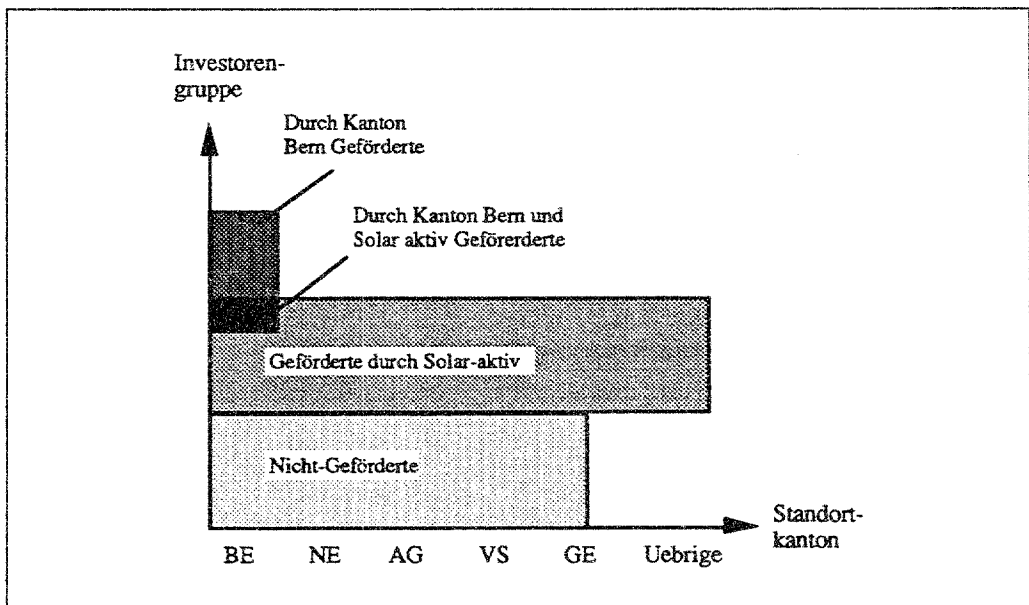 Investoren-
gruppe
Durch Kanton
Bern Geförderte
Durch Kanton Bern und
Solar aktiv Geförerderte
Geförderte durch Solar-aktiv
Nicht-Geförderte
Standort-
kanton
BE NE AG VS GE Uebrige